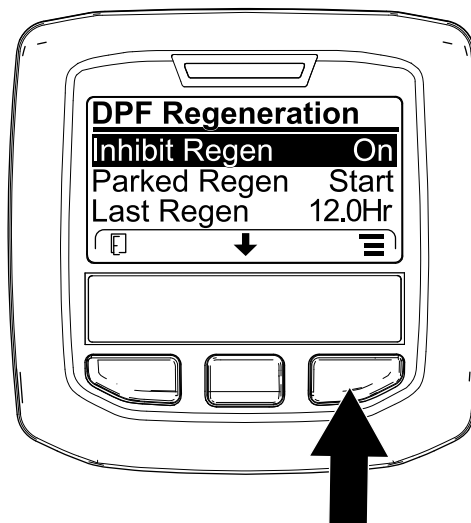 DPF Regeneration
Inhibit Regen On
Parked Regen Start
Last Regen 12.0Hr